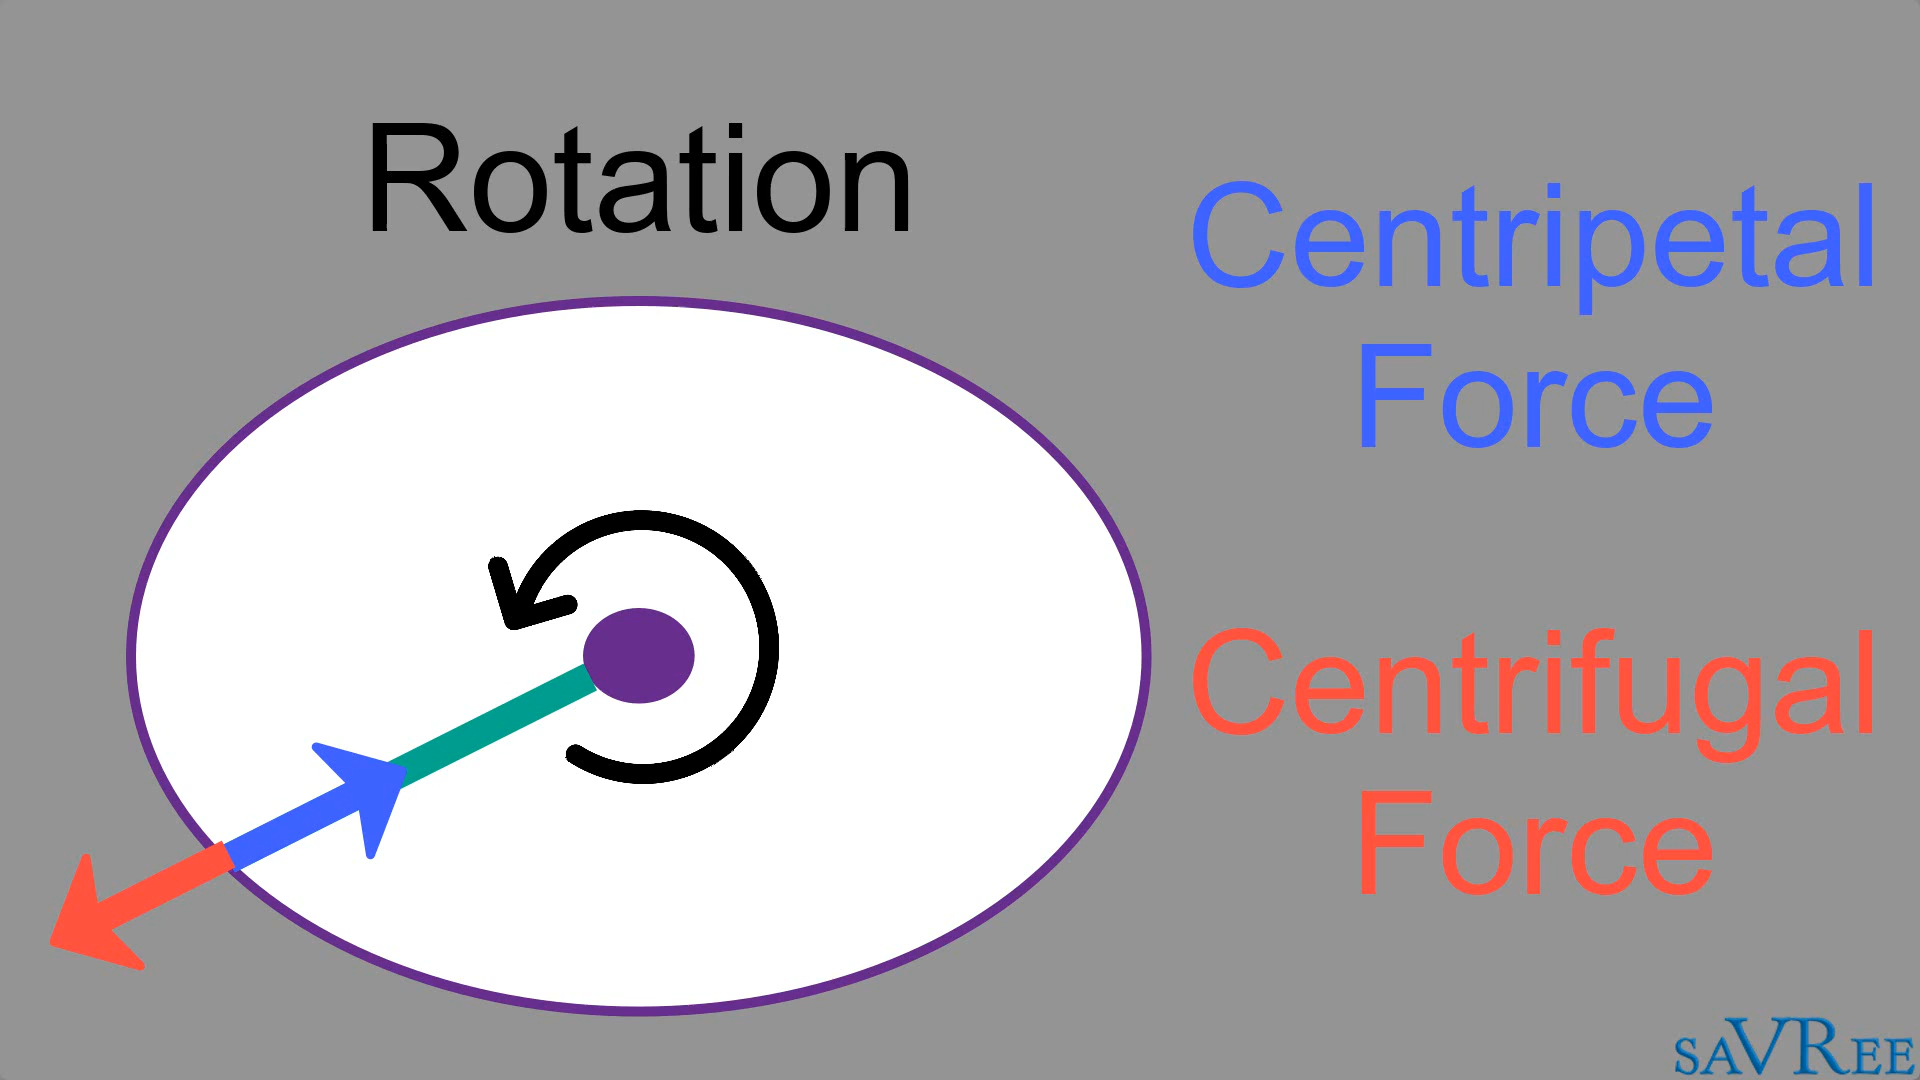 Rotation
Centripetal
Force
Centrifugal
Force
saVRee